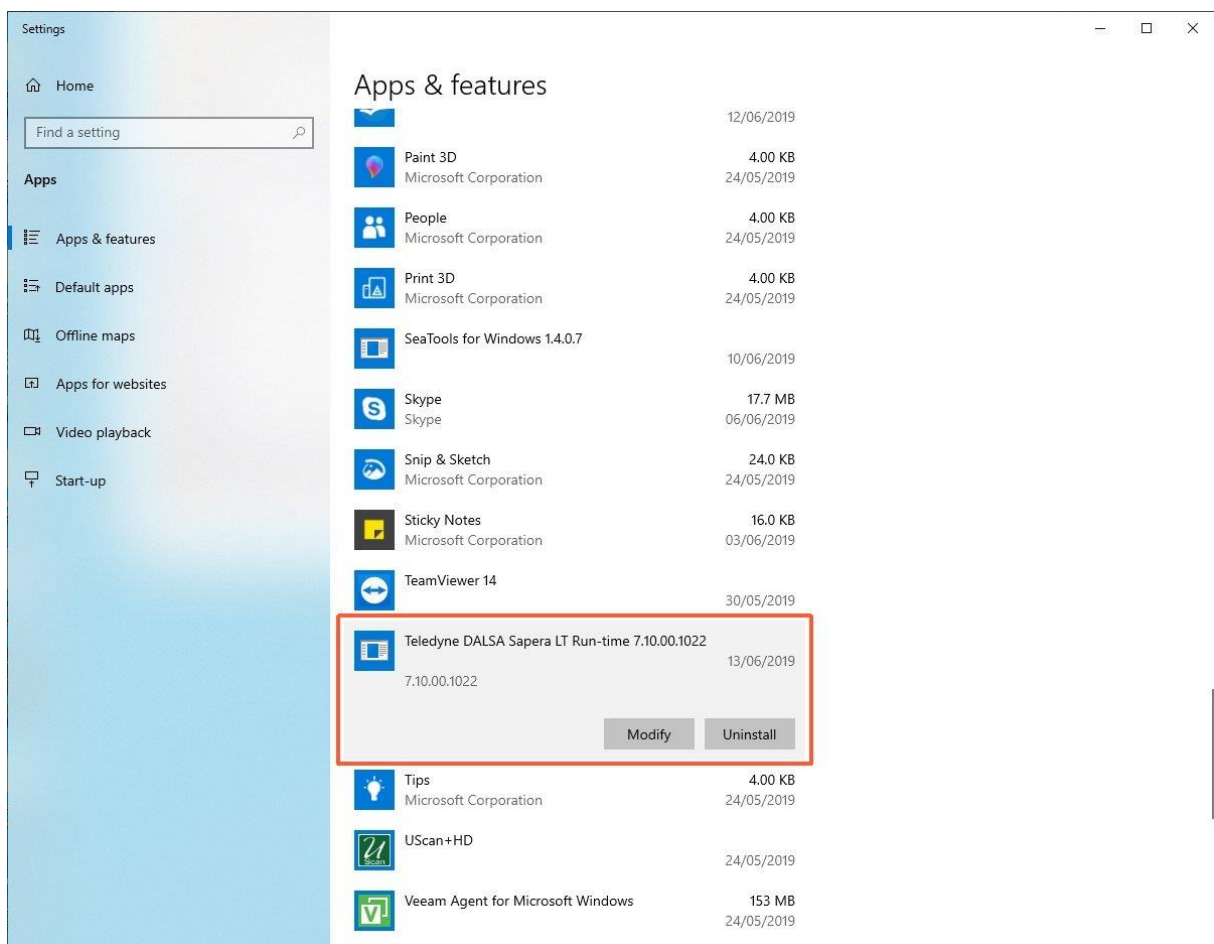 Settings
Home
Find a setting
Apps
Apps & features
Default apps
Offline maps
Apps for websites
Video playback
Start-up
Apps & features
12/06/2019
Paint 3D 4.00 KB
Microsoft Corporation 24/05/2019
People 4.00 KB
Microsoft Corporation 24/05/2019
Print 3D 4.00 KB
Microsoft Corporation 24/05/2019
SeaTools for Windows 1.4.0.7
10/06/2019
Skype 17.7 MB
Skype 06/06/2019
Snip & Sketch 24.0 KB
Microsoft Corporation 24/05/2019
Sticky Notes 16.0 KB
Microsoft Corporation 03/06/2019
TeamViewer 14
30/05/2019
Teledyne DALSA Sapera LT Run-time 7.10.00.1022
13/06/2019
7.10.00.1022
Modify Uninstall
Tips 4.00 KB
Microsoft Corporation 24/05/2019
UScan+HD
24/05/2019
Veeam Agent for Microsoft Windows 153 MB
24/05/2019